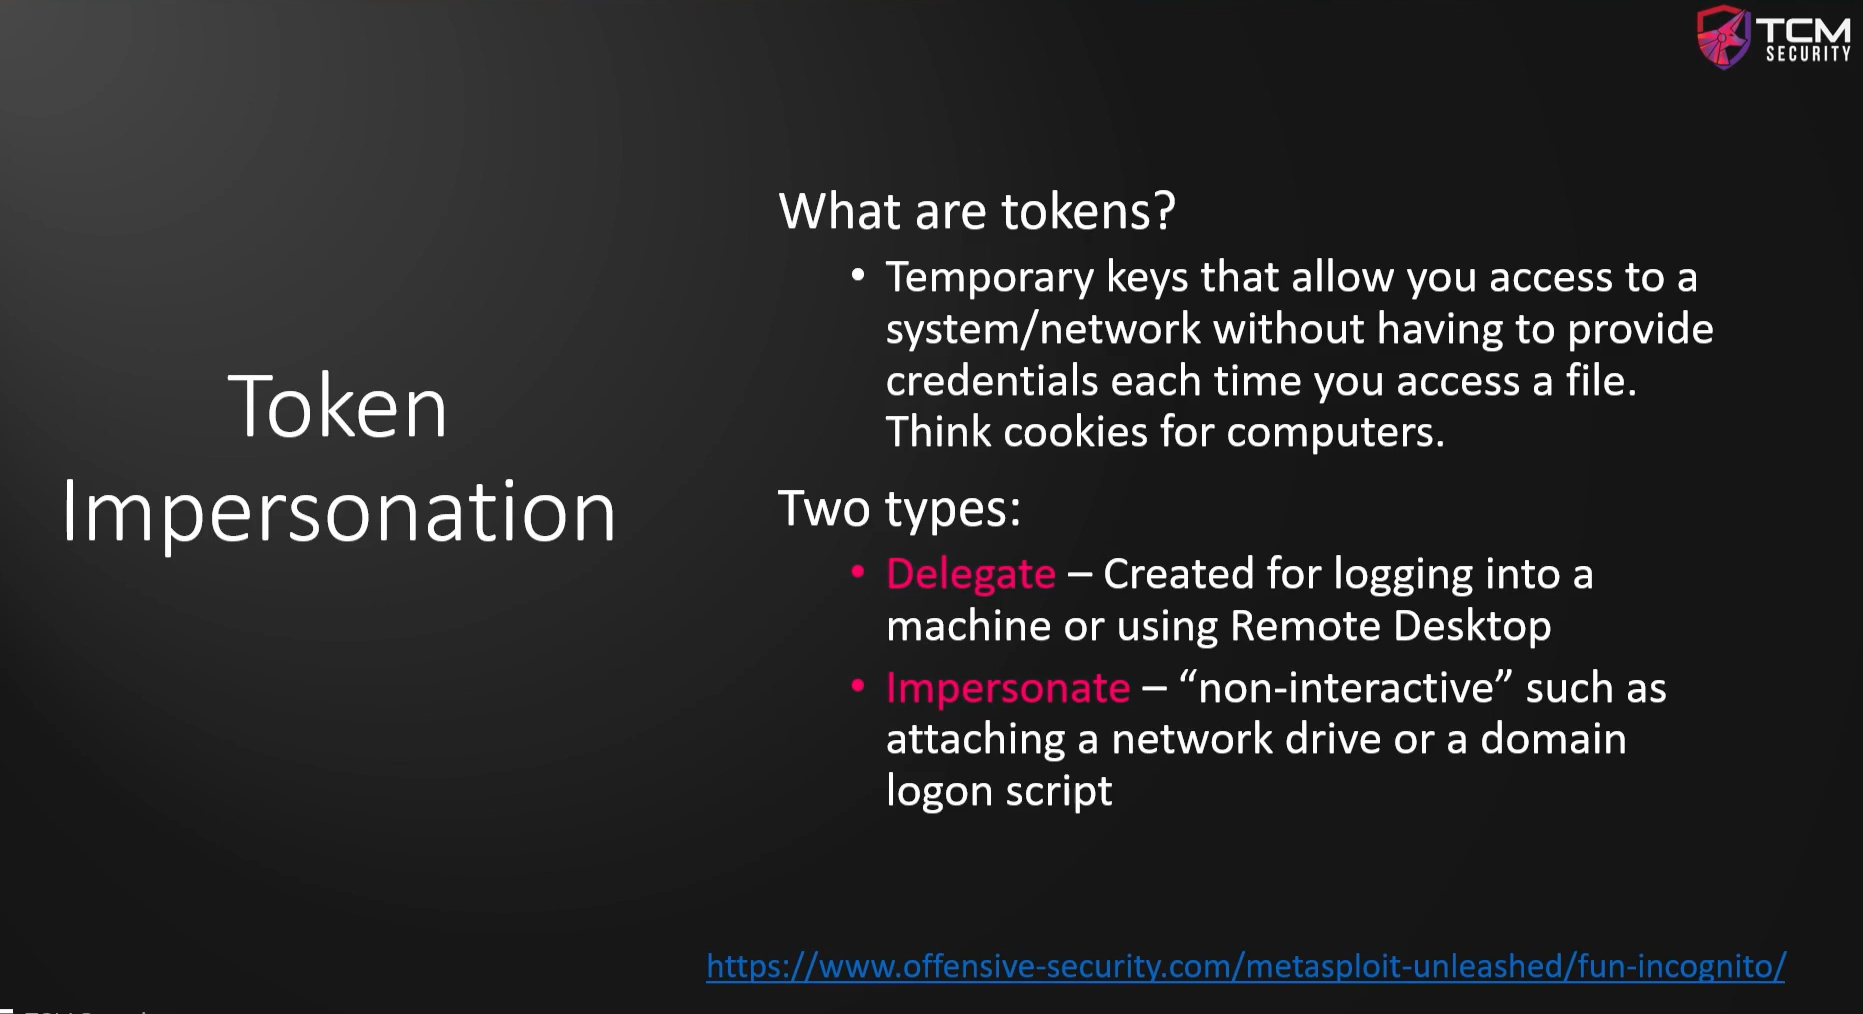 TCM
SECURITY
Token
Impersonation
What are tokens?
• Temporary keys that allow you access to a
system/network without having to provide
credentials each time you access a file.
Think cookies for computers.
Two types:
• Delegate – Created for logging into a
machine or using Remote Desktop
• Impersonate – “non-interactive” such as
attaching a network drive or a domain
logon script
https://www.offensive-security.com/metasploit-unleashed/fun-incognito/